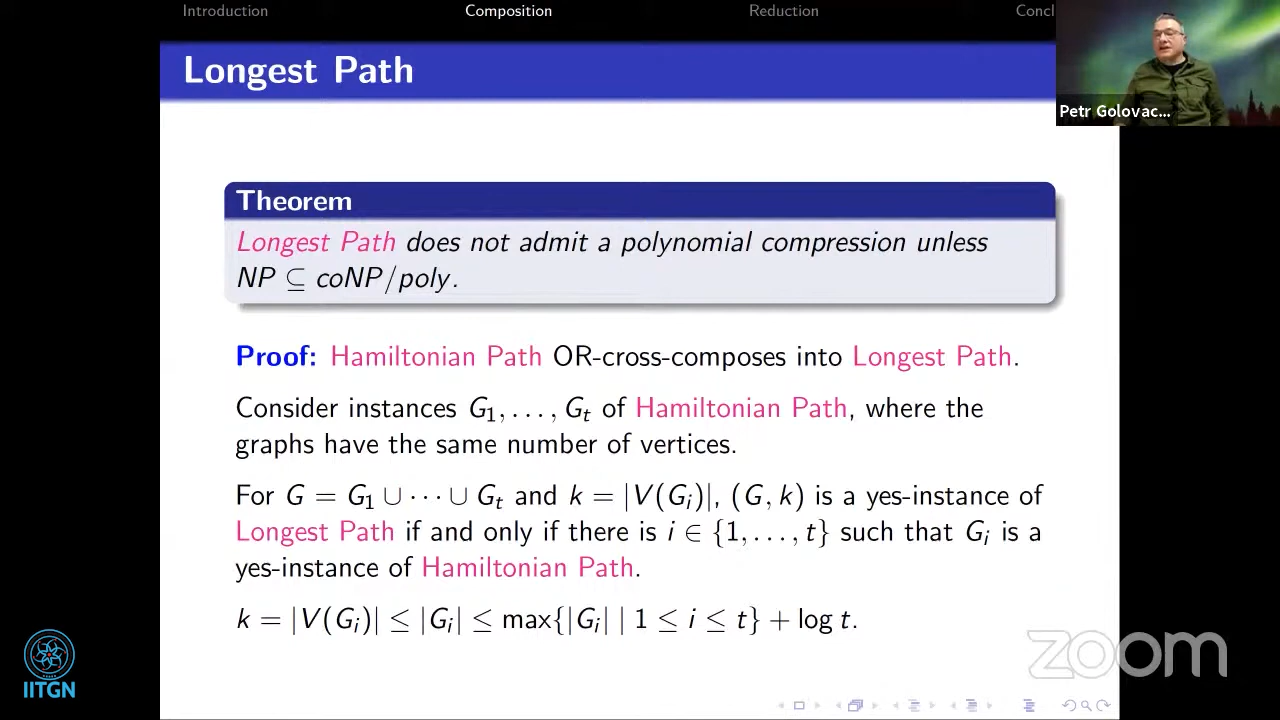 Introduction Composition Reduction Concl
Longest Path
Petr Golovac...
Theorem
Longest Path does not admit a polynomial compression unless
NP ⊆ coNP/poly.
Proof: Hamiltonian Path OR-cross-composes into Longest Path.
Consider instances G₁, . . . , Gₜ of Hamiltonian Path, where the
graphs have the same number of vertices.
For G = G₁ ∪ · · · ∪ Gₜ and k = |V(Gᵢ)|, (G, k) is a yes-instance of
Longest Path if and only if there is i ∈ {1, . . . , t} such that Gᵢ is a
yes-instance of Hamiltonian Path.
k = |V(Gᵢ)| ≤ |Gᵢ| ≤ max{|Gᵢ| | 1 ≤ i ≤ t} + log t.
IITGN
zoom